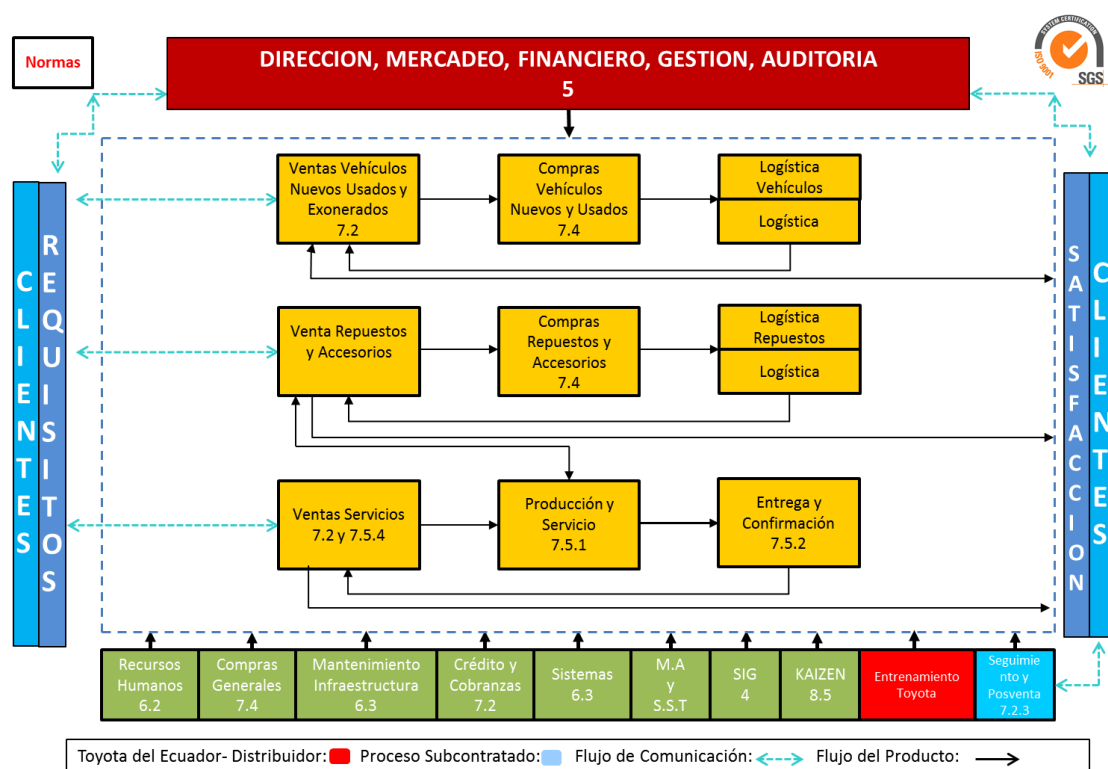 Normas
DIRECCION, MERCADEO, FINANCIERO, GESTION, AUDITORIA
5
SYSTEM CERTIFICATION
ISO 9001
SGS
CLIENTES
REQUISITOS
Ventas Vehículos
Nuevos Usados y
Exonerados
7.2
Compras
Vehículos
Nuevos y Usados
7.4
Logística
Vehículos
Logística
Venta Repuestos
y Accesorios
Compras
Repuestos y
Accesorios
7.4
Logística
Repuestos
Logística
Ventas Servicios
7.2 y 7.5.4
Producción y
Servicio
7.5.1
Entrega y
Confirmación
7.5.2
SATISFACCION
CLIENTES
Recursos
Humanos
6.2
Compras
Generales
7.4
Mantenimiento
Infraestructura
6.3
Crédito y
Cobranzas
7.2
Sistemas
6.3
M.A
y
S.S.T
SIG
4
KAIZEN
8.5
Entrenamiento
Toyota
Seguimie
nto y
Posventa
7.2.3
Toyota del Ecuador- Distribuidor: Proceso Subcontratado: Flujo de Comunicación: Flujo del Producto: